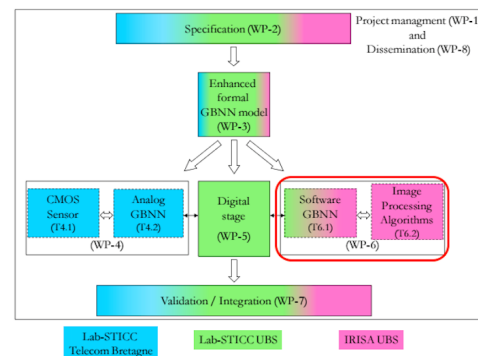 Specification (WP-2)
Project managment (WP-1
and
Dissemination (WP-8)
Enhanced
formal
GBNN model
(WP-3)
CMOS
Sensor
(T4.1)
Analog
GBNN
(T4.2)
(WP-4)
Digital
stage
(WP-5)
Software
GBNN
(T6.1)
Image
Processing
Algorithms
(T6.2)
(WP-6)
Validation / Integration (WP-7)
Lab-STICC
Telecom Bretagne
Lab-STICC UBS
IRISA UBS